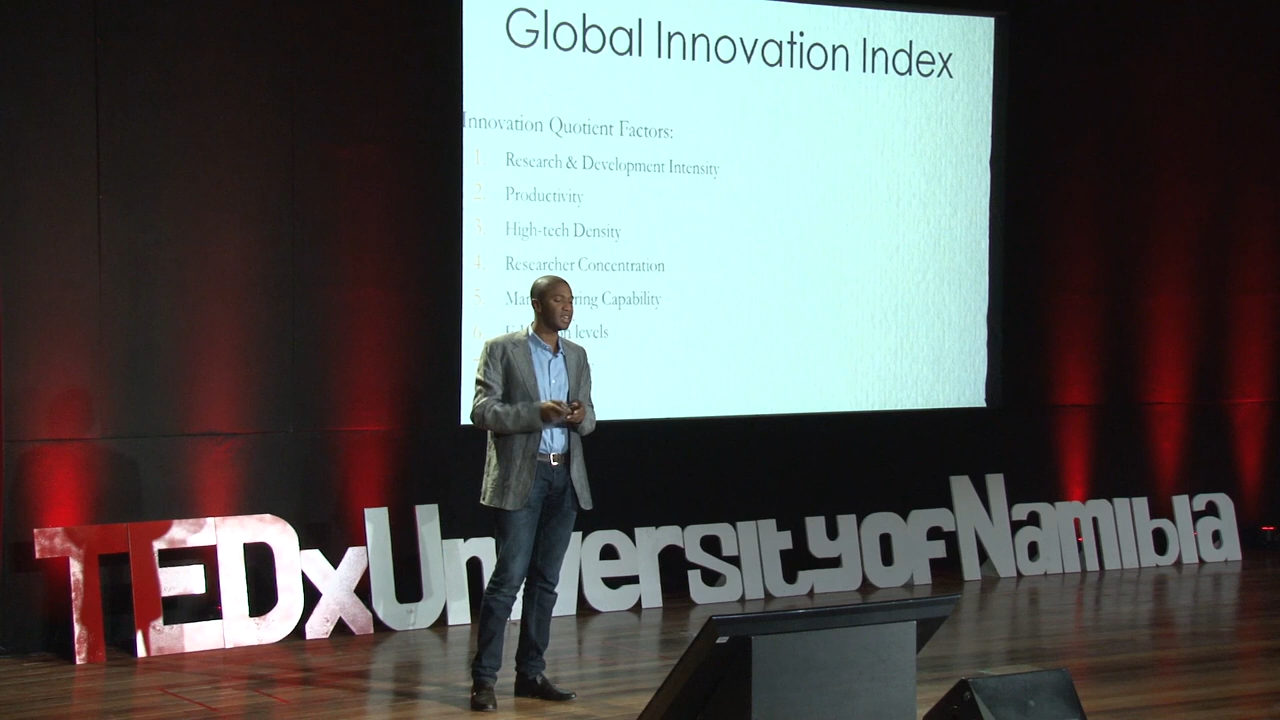 Global Innovation Index
Innovation Quotient Factors:
1. Research & Development Intensity
2. Productivity
3. High-tech Density
4. Researcher Concentration
5. Capability
6. levels
TEDxUniversityofNamibia